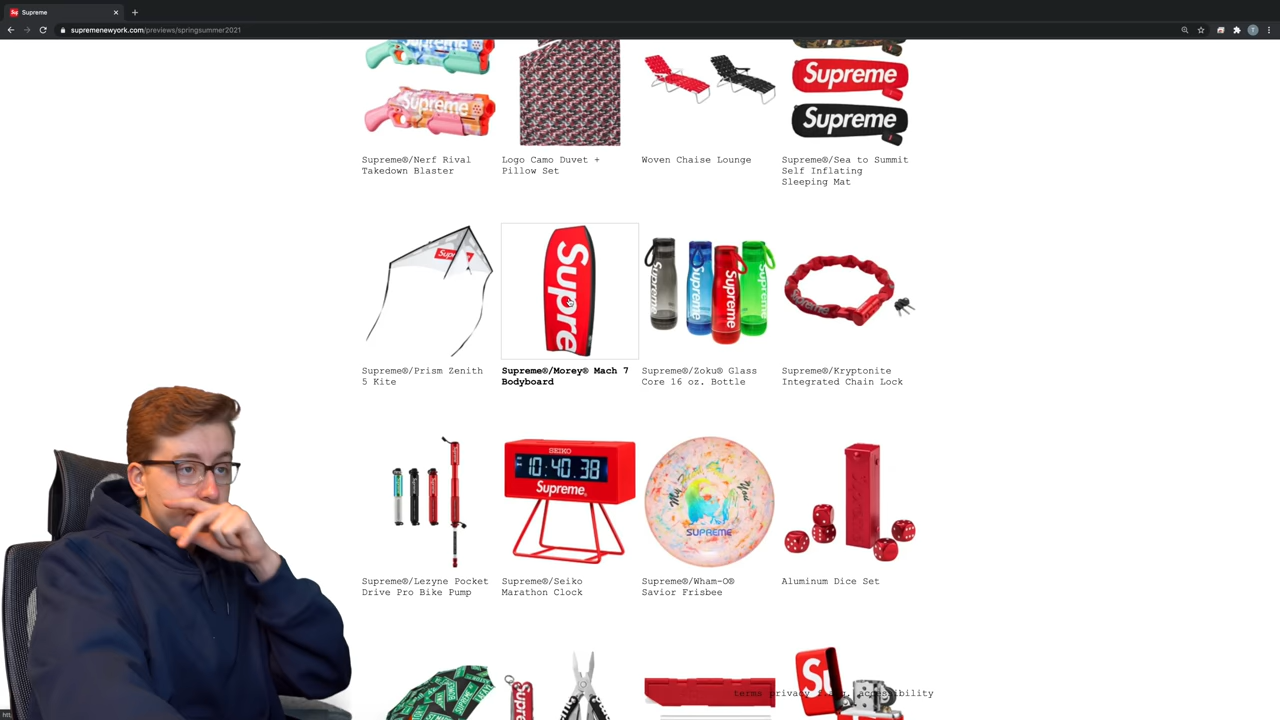 Supreme
supremenewyork.com/previews/springsummer2021
Supreme
Supreme
Supreme
Supreme®/Nerf Rival
Takedown Blaster
Logo Camo Duvet +
Pillow Set
Woven Chaise Lounge
Supreme®/Sea to Summit
Self Inflating
Sleeping Mat
Supre
Supreme
Supreme
Supreme
Supreme
Supreme®/Prism Zenith
5 Kite
Supreme®/Morey® Mach 7
Bodyboard
Supreme®/Zoku® Glass
Core 16 oz. Bottle
Supreme®/Kryptonite
Integrated Chain Lock
SEIKO
10:40.38
Supreme
SUPREME
Supreme®/Lezyne Pocket
Drive Pro Bike Pump
Supreme®/Seiko
Marathon Clock
Supreme®/Wham-O®
Savior Frisbee
Aluminum Dice Set
terms privacy accessibility